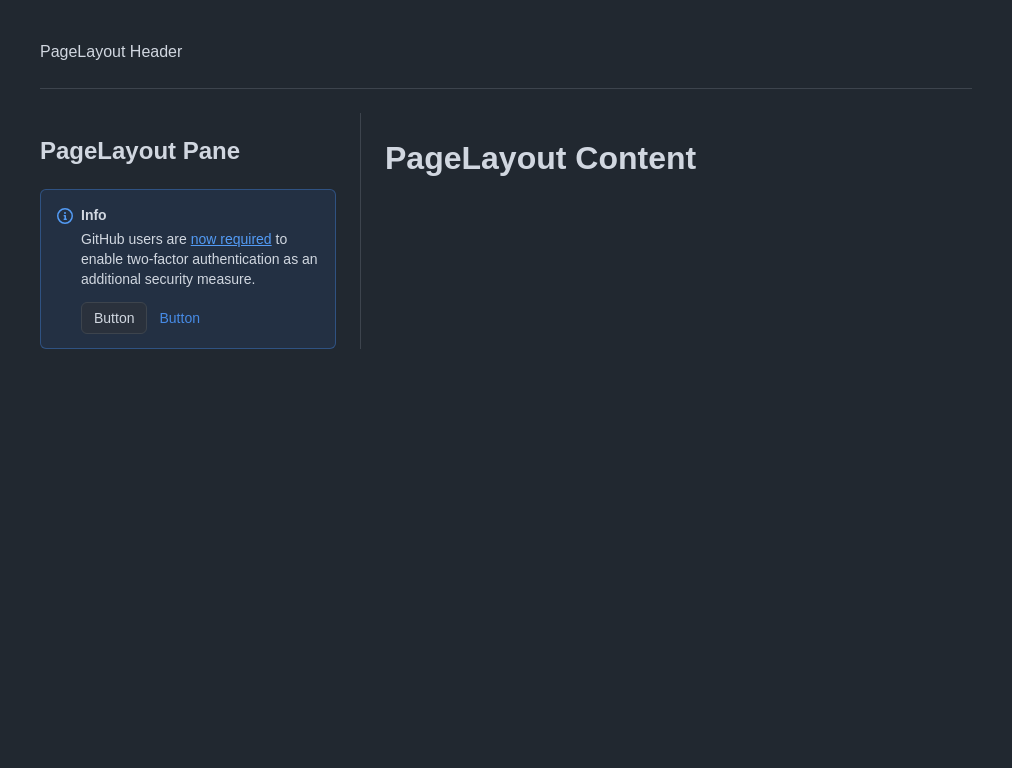 PageLayout Header
PageLayout Pane
PageLayout Content
Info
GitHub users are now required to
enable two-factor authentication as an
additional security measure.
Button Button